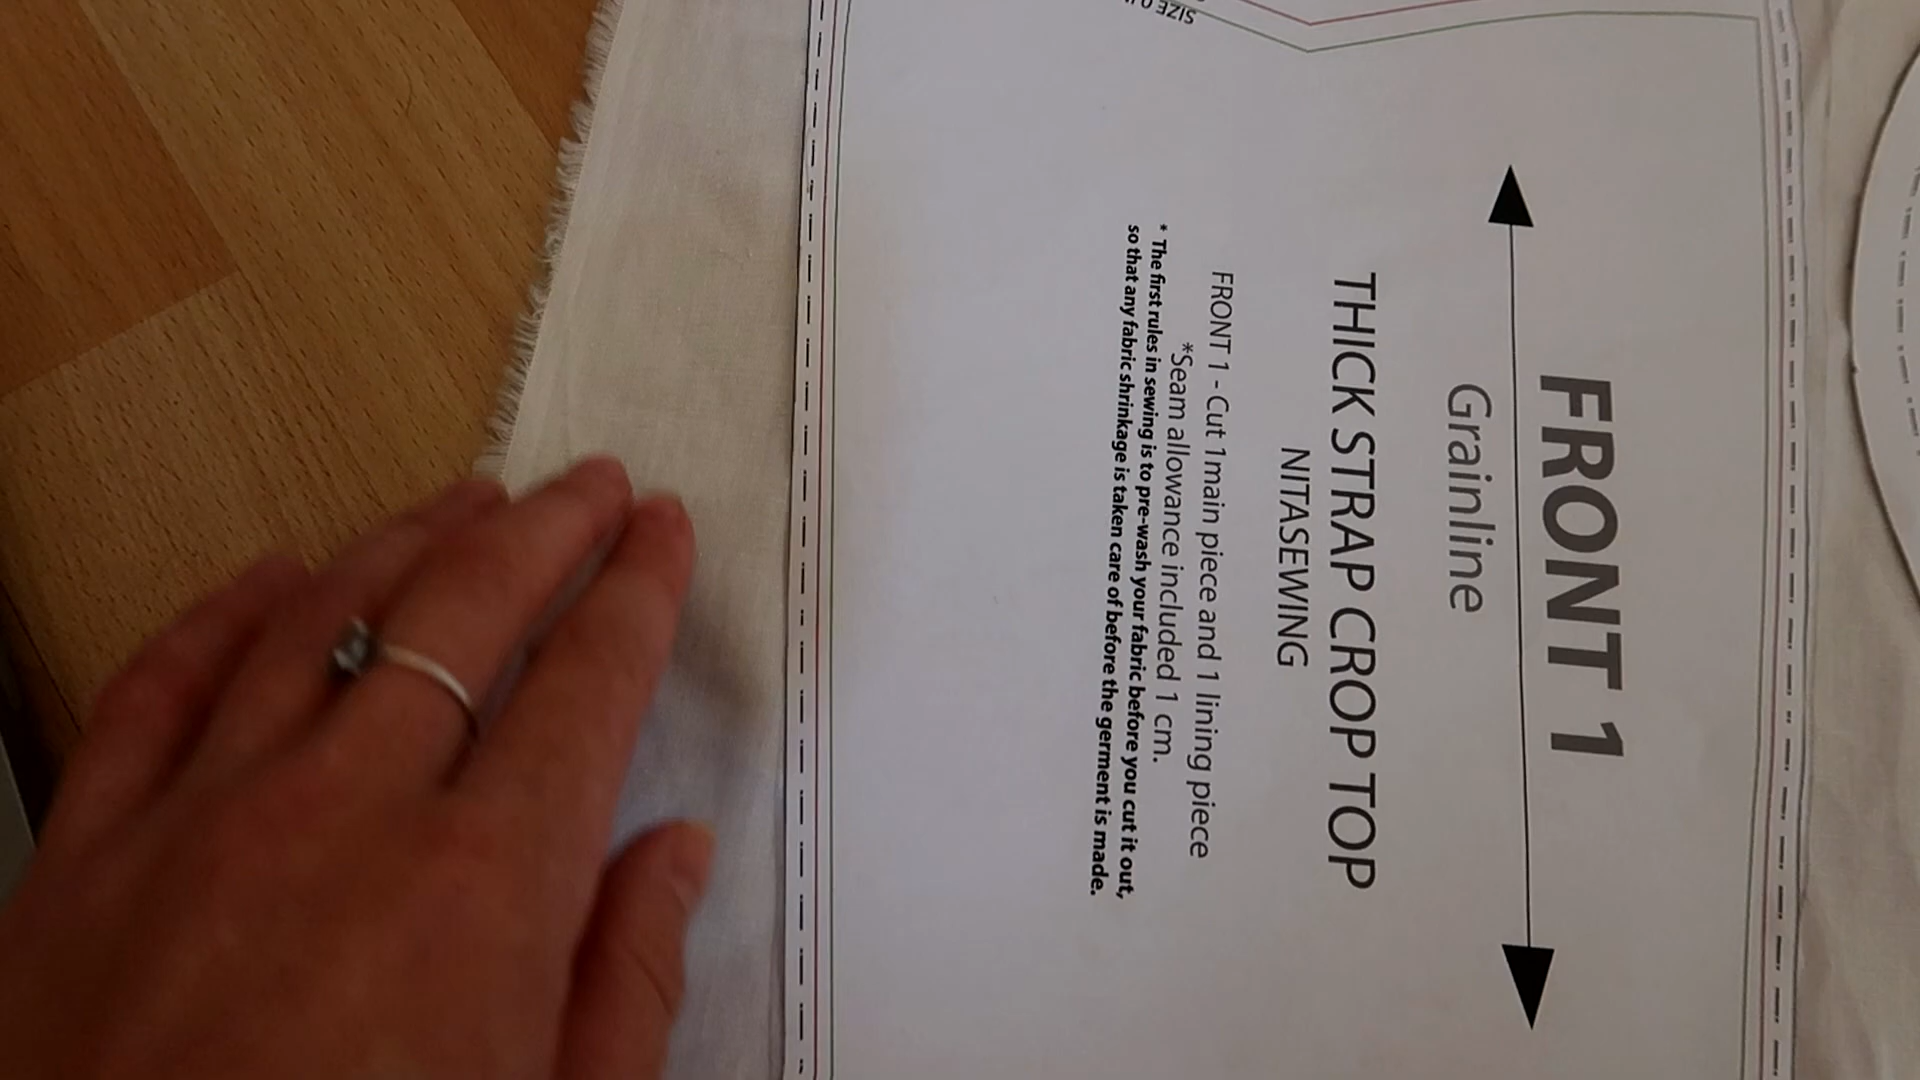 FRONT 1
Grainline
THICK STRAP CROP TOP
NITASEWING
FRONT 1 - Cut 1main piece and 1 lining piece
*Seam allowance included 1 cm.
* The first rules in sewing is to pre-wash your fabric before you cut it out,
so that any fabric shrinkage is taken care of before the germent is made.
SIZE